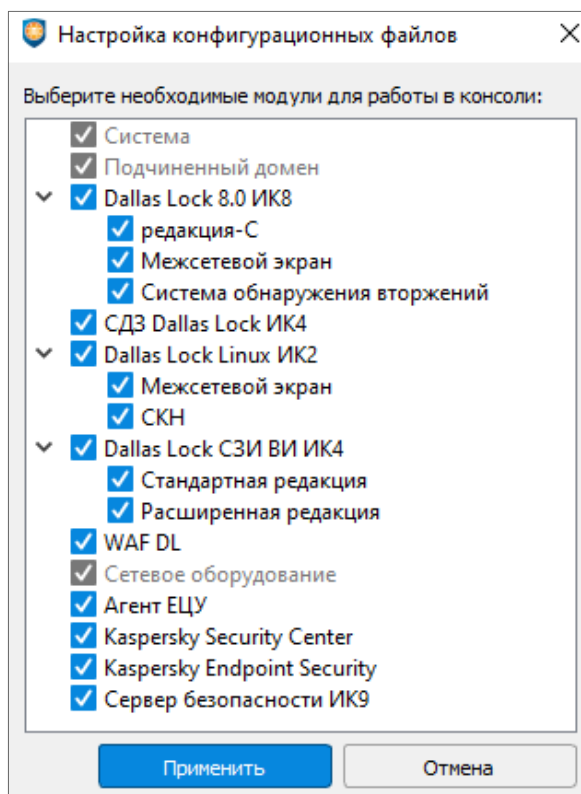 Настройка конфигурационных файлов
Выберите необходимые модули для работы в консоли:
Система
Подчиненный домен
Dallas Lock 8.0 ИК8
редакция-С
Межсетевой экран
Система обнаружения вторжений
СДЗ Dallas Lock ИК4
Dallas Lock Linux ИК2
Межсетевой экран
СКН
Dallas Lock СЗИ ВИ ИК4
Стандартная редакция
Расширенная редакция
WAF DL
Сетевое оборудование
Агент ЕЦУ
Kaspersky Security Center
Kaspersky Endpoint Security
Сервер безопасности ИК9
Применить
Отмена